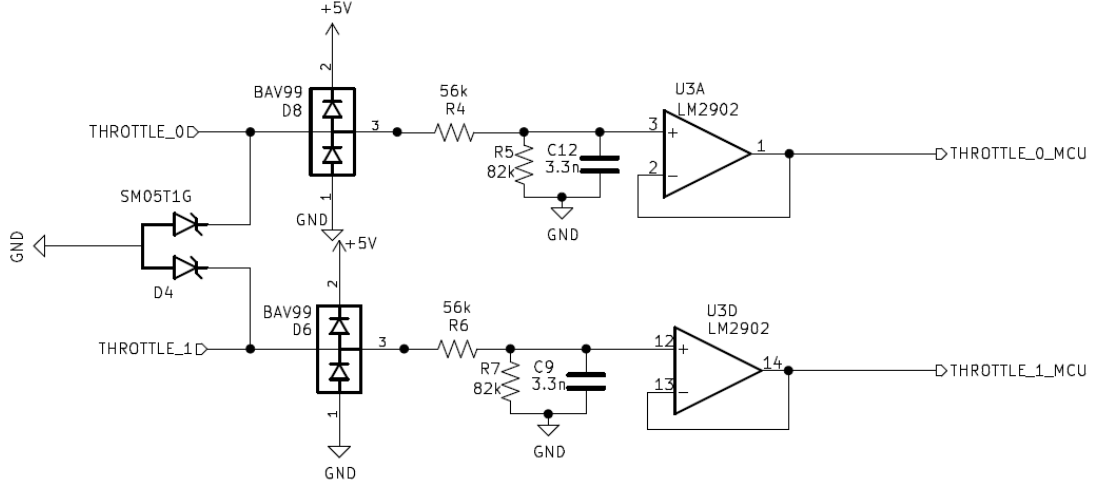 +5V
2
BAV99
D8
THROTTLE_0
3
1
GND
56k
R4
R5
82k
C12
3.3n
GND
U3A
LM2902
3
+
2
−
1
THROTTLE_0_MCU
SM05T1G
GND
D4
+5V
2
BAV99
D6
THROTTLE_1
3
1
GND
56k
R6
R7
82k
C9
3.3n
GND
U3D
LM2902
12
+
13
−
14
THROTTLE_1_MCU